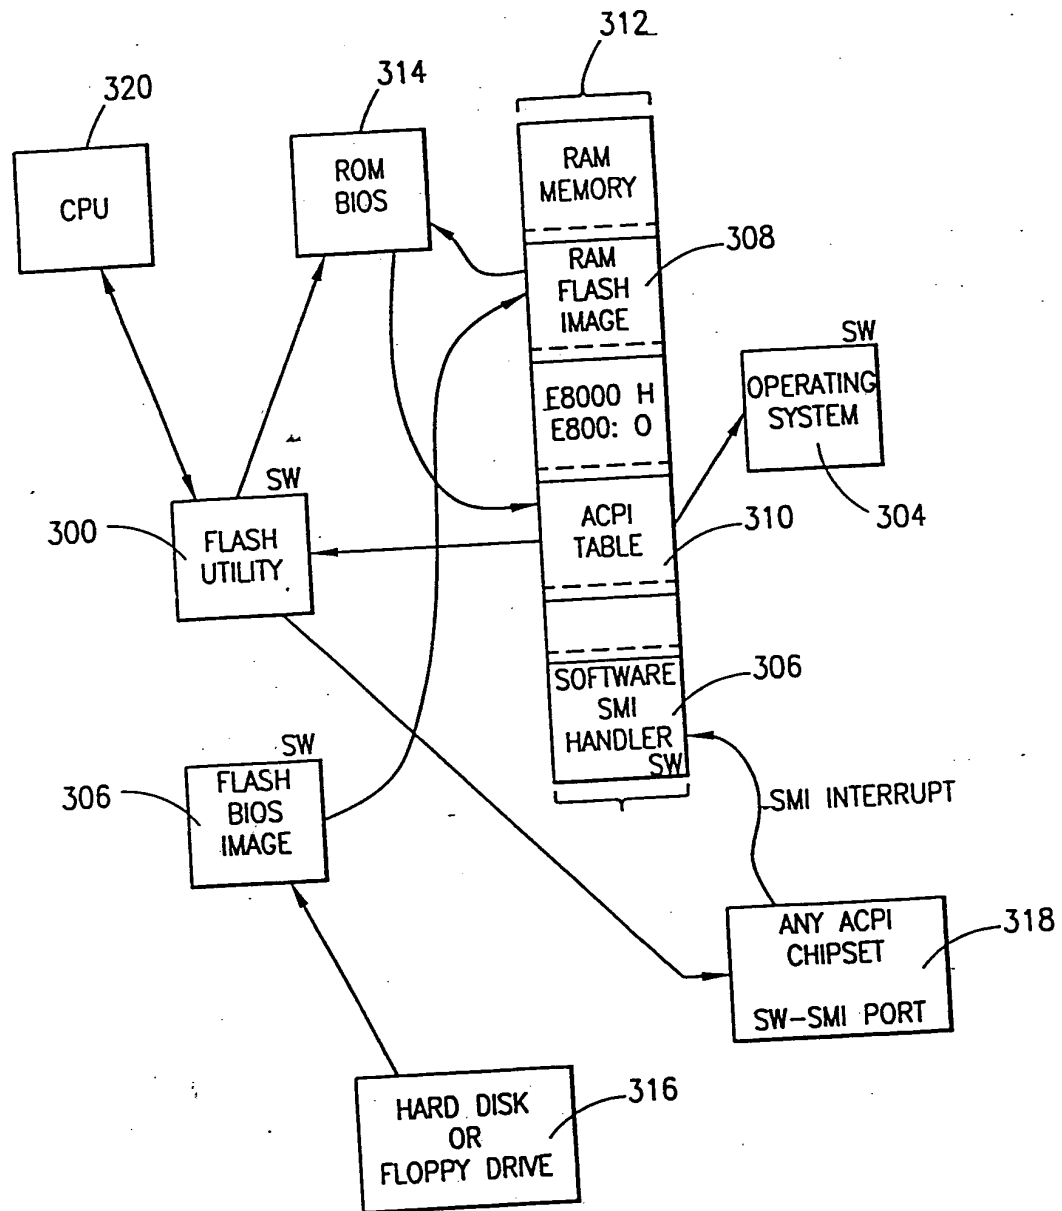 312
320
314
CPU
ROM
BIOS
RAM
MEMORY
308
RAM
FLASH
IMAGE
SW
OPERATING
SYSTEM
304
E8000 H
E800: 0
SW
300
FLASH
UTILITY
ACPI
TABLE
310
306
SOFTWARE
SMI
HANDLER
SW
SMI INTERRUPT
SW
306
FLASH
BIOS
IMAGE
ANY ACPI
CHIPSET
SW-SMI PORT
318
HARD DISK
OR
FLOPPY DRIVE
316